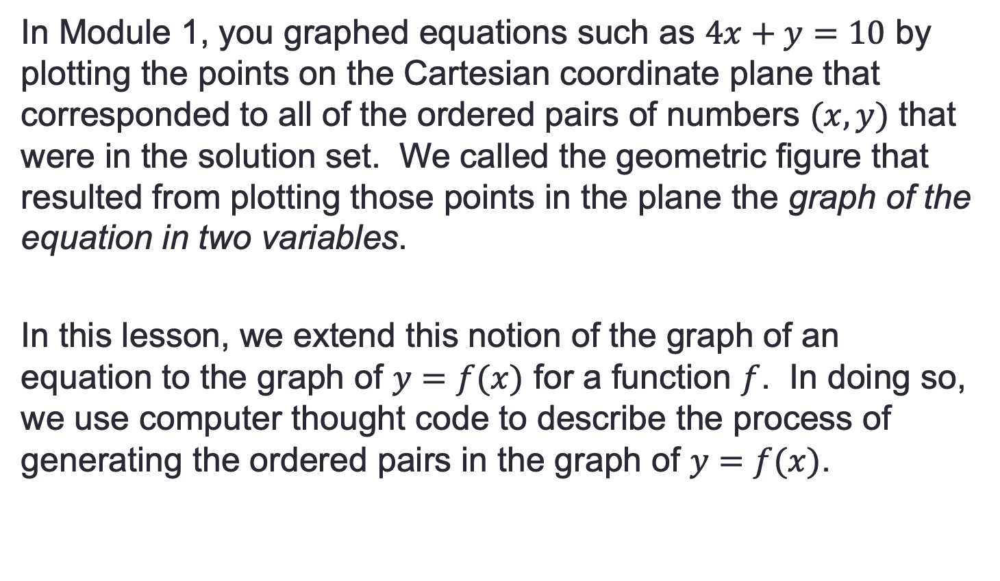 In Module 1, you graphed equations such as 4x + y = 10 by
plotting the points on the Cartesian coordinate plane that
corresponded to all of the ordered pairs of numbers (x, y) that
were in the solution set.  We called the geometric figure that
resulted from plotting those points in the plane the graph of the
equation in two variables.
In this lesson, we extend this notion of the graph of an
equation to the graph of y = f(x) for a function f.  In doing so,
we use computer thought code to describe the process of
generating the ordered pairs in the graph of y = f(x).